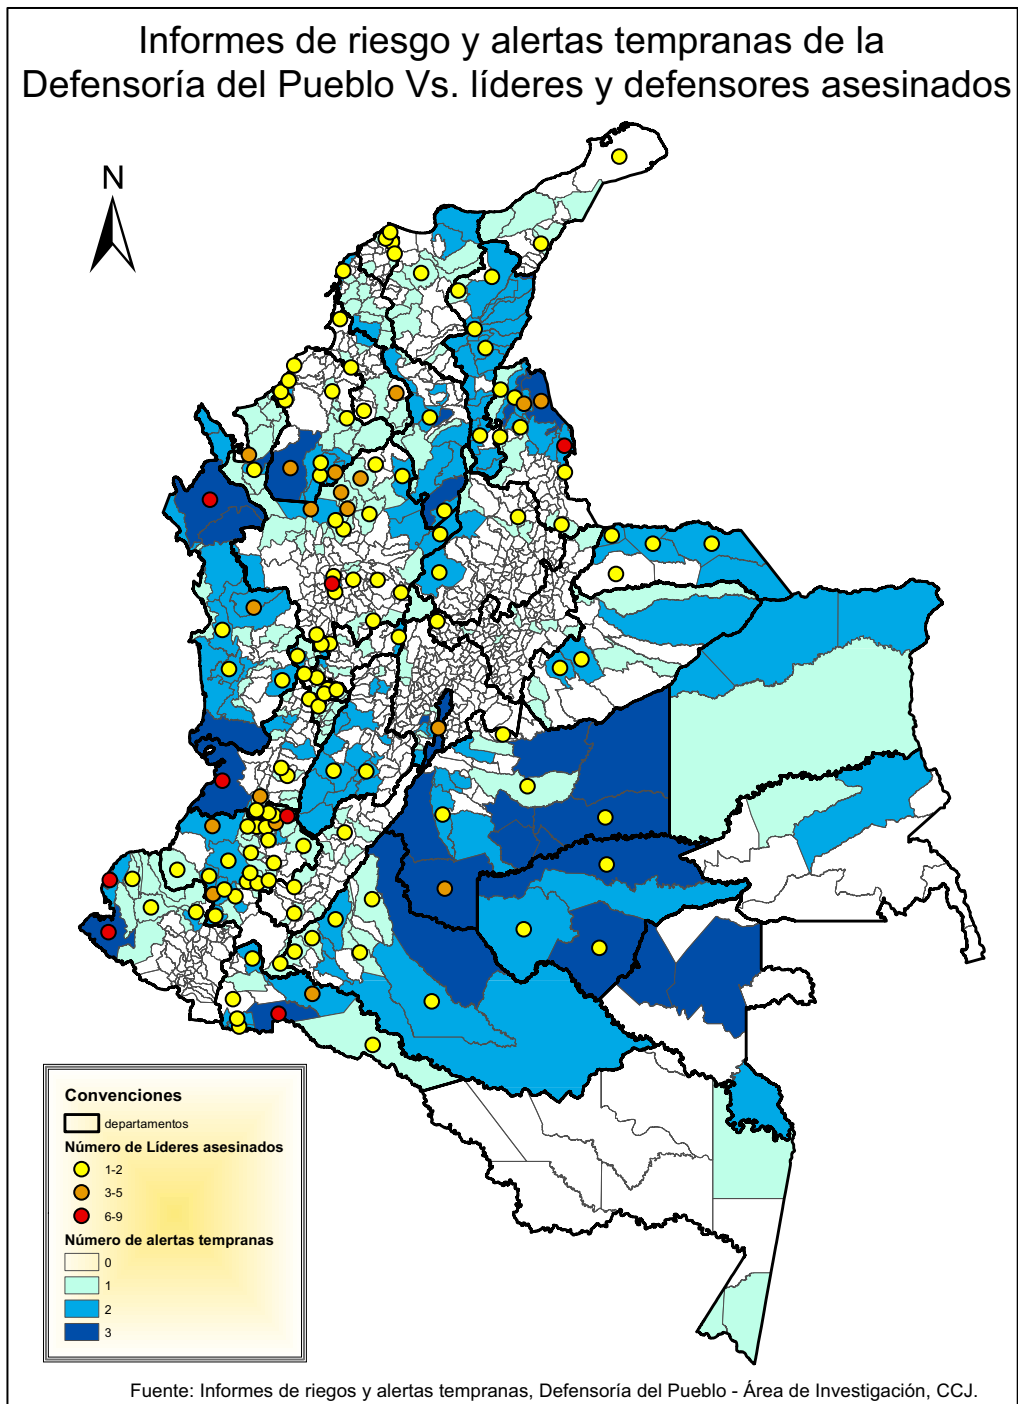 Informes de riesgo y alertas tempranas de la
Defensoría del Pueblo Vs. líderes y defensores asesinados
N
Convenciones
departamentos
Número de Líderes asesinados
1-2
3-5
6-9
Número de alertas tempranas
0
1
2
3
Fuente: Informes de riegos y alertas tempranas, Defensoría del Pueblo - Área de Investigación, CCJ.